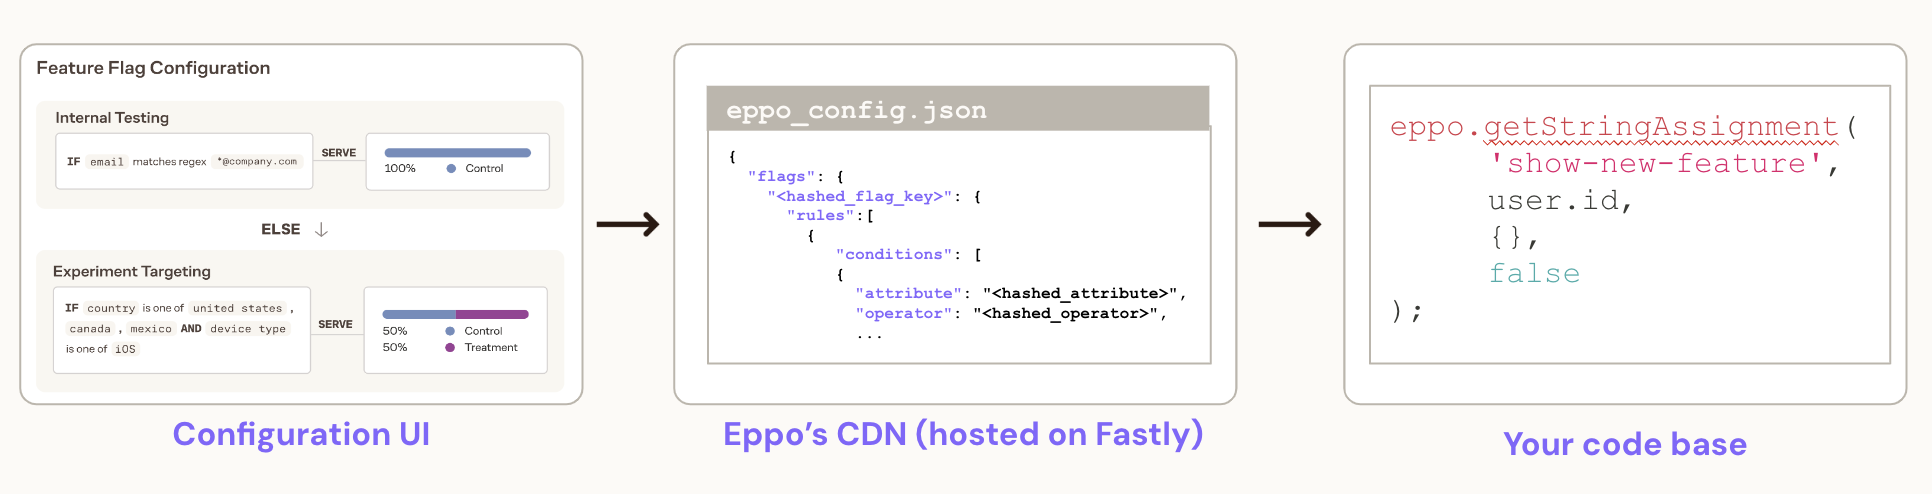 Feature Flag Configuration
Internal Testing
IF email matches regex *@company.com
SERVE
100% Control
ELSE ↓
Experiment Targeting
IF country is one of united states ,
canada , mexico AND device type
is one of iOS
SERVE
50% Control
50% Treatment
Configuration UI
eppo_config.json
{
"flags": {
"<hashed_flag_key>": {
"rules":[
{
"conditions": [
{
"attribute": "<hashed_attribute>",
"operator": "<hashed_operator>",
...
Eppo's CDN (hosted on Fastly)
eppo.getStringAssignment(
'show-new-feature',
user.id,
{},
false
);
Your code base